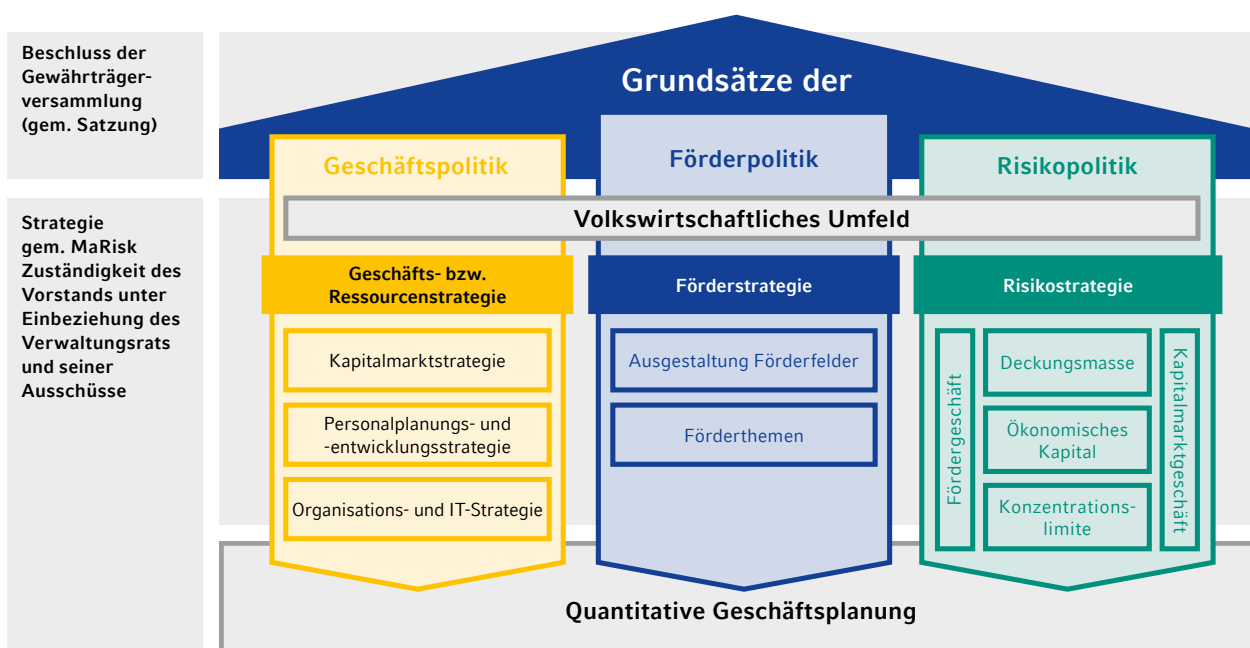 Beschluss der
Gewährträger-
versammlung
(gem. Satzung)
Grundsätze der
Geschäftspolitik
Förderpolitik
Risikopolitik
Strategie
gem. MaRisk
Zuständigkeit des
Vorstands unter
Einbeziehung des
Verwaltungsrats
und seiner
Ausschüsse
Volkswirtschaftliches Umfeld
Geschäfts- bzw.
Ressourcenstrategie
Kapitalmarktstrategie
Personalplanungs- und
-entwicklungsstrategie
Organisations- und IT-Strategie
Förderstrategie
Ausgestaltung Förderfelder
Förderthemen
Risikostrategie
Fördergeschäft
Deckungsmasse
Ökonomisches
Kapital
Konzentrations-
limite
Kapitalmarktgeschäft
Quantitative Geschäftsplanung